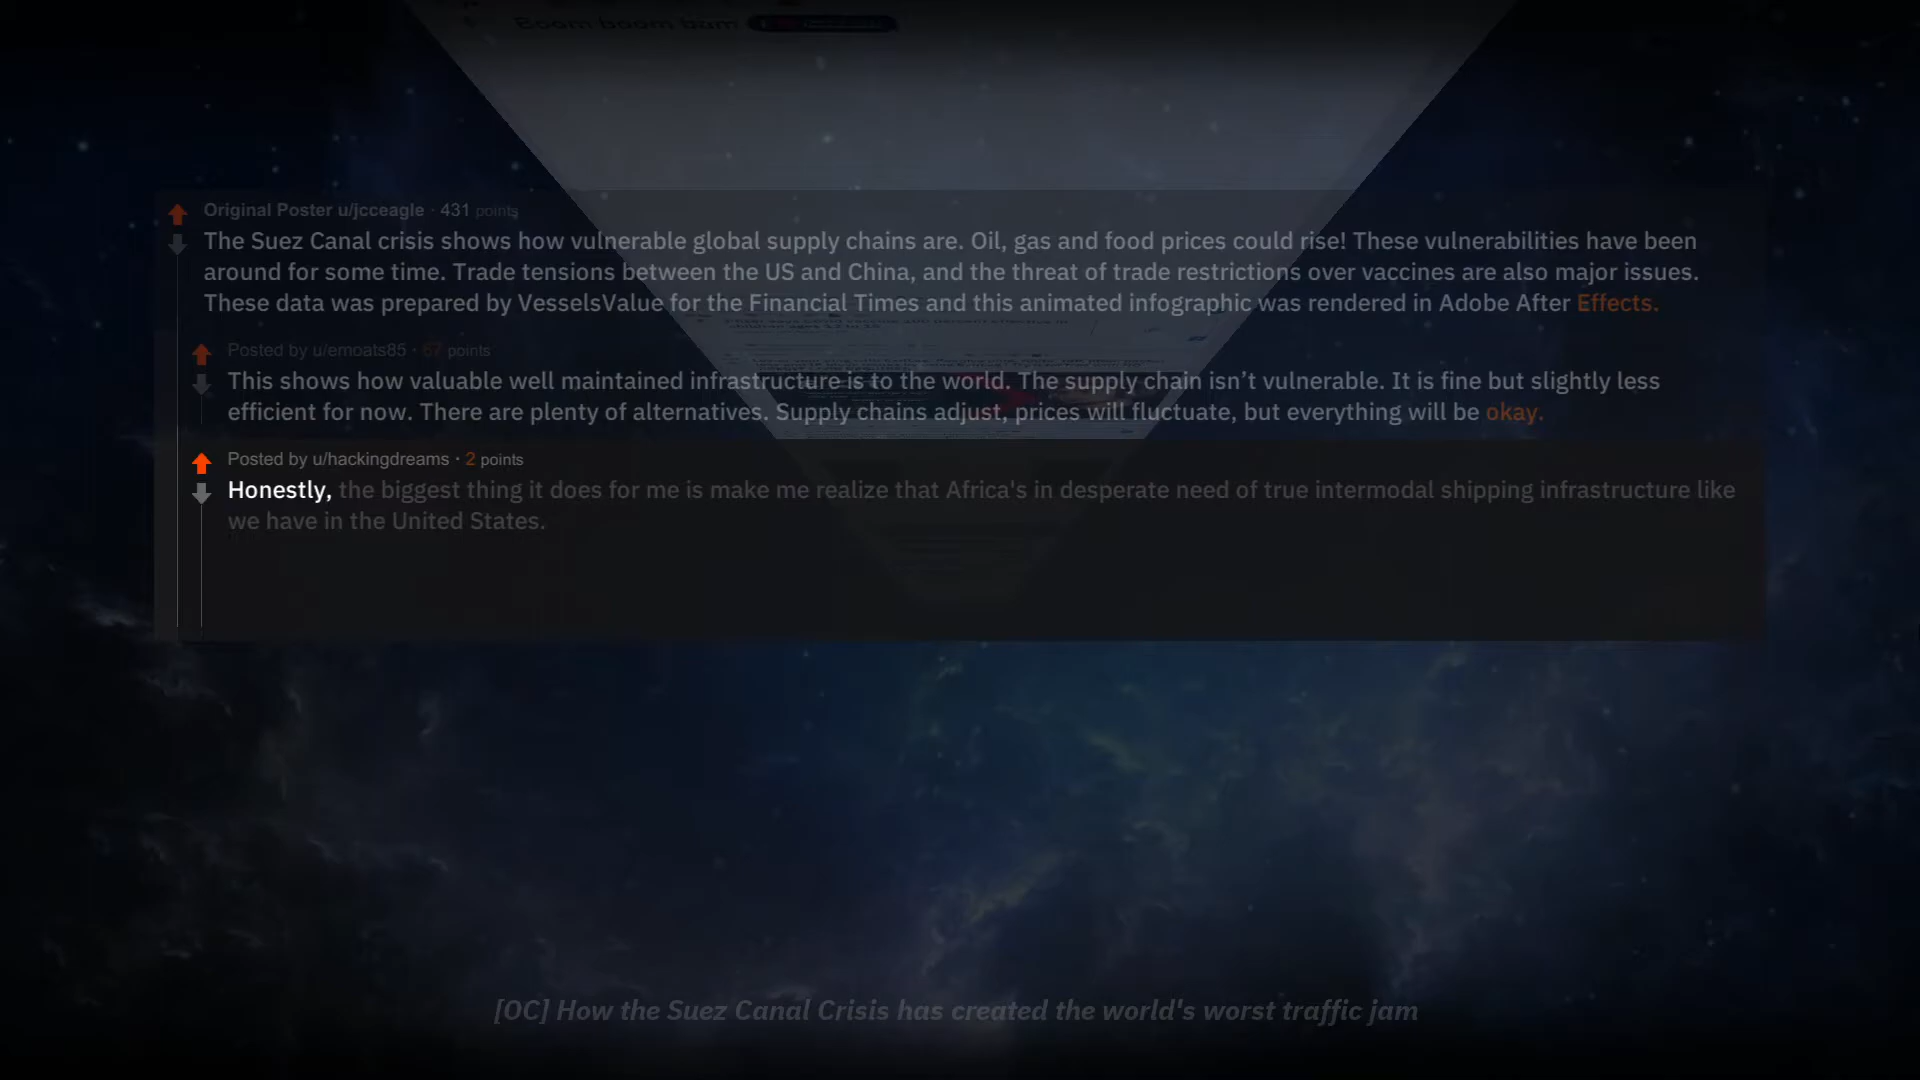 Boom boom bam
Original Poster u/jcceagle · 431 points
The Suez Canal crisis shows how vulnerable global supply chains are. Oil, gas and food prices could rise! These vulnerabilities have been
around for some time. Trade tensions between the US and China, and the threat of trade restrictions over vaccines are also major issues.
These data was prepared by VesselsValue for the Financial Times and this animated infographic was rendered in Adobe After Effects.
Posted by u/emoats85 · 67 points
This shows how valuable well maintained infrastructure is to the world. The supply chain isn’t vulnerable. It is fine but slightly less
efficient for now. There are plenty of alternatives. Supply chains adjust, prices will fluctuate, but everything will be okay.
Posted by u/hackingdreams · 2 points
Honestly, the biggest thing it does for me is make me realize that Africa's in desperate need of true intermodal shipping infrastructure like
we have in the United States.
[OC] How the Suez Canal Crisis has created the world's worst traffic jam